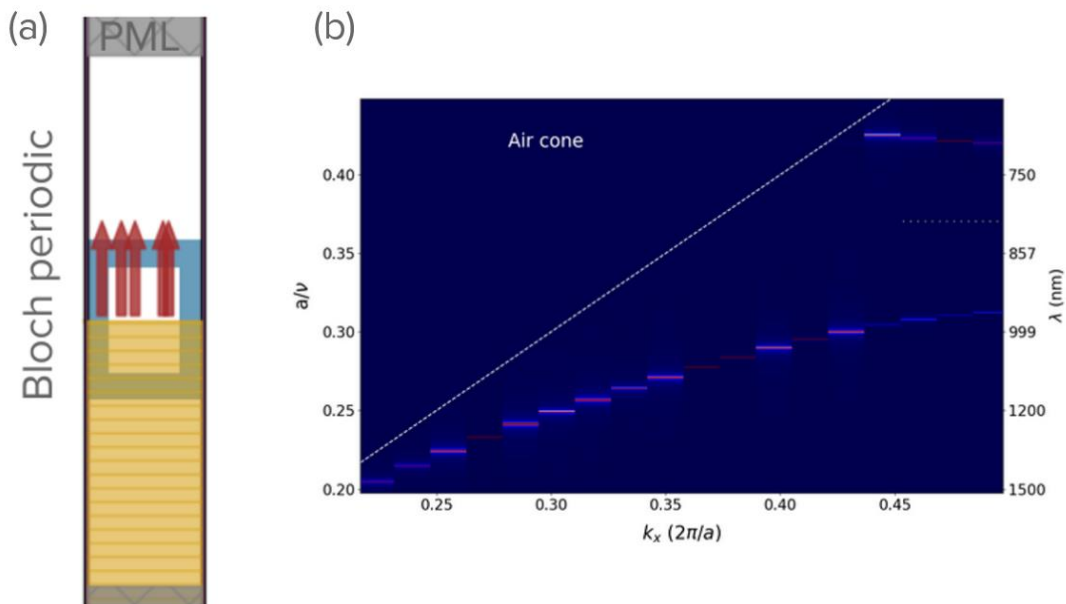 (a)
PML
Bloch periodic
(b)
Air cone
a/ν
0.40
0.35
0.30
0.25
0.20
750
857
999
1200
1500
λ (nm)
0.25 0.30 0.35 0.40 0.45
kₓ (2π/a)